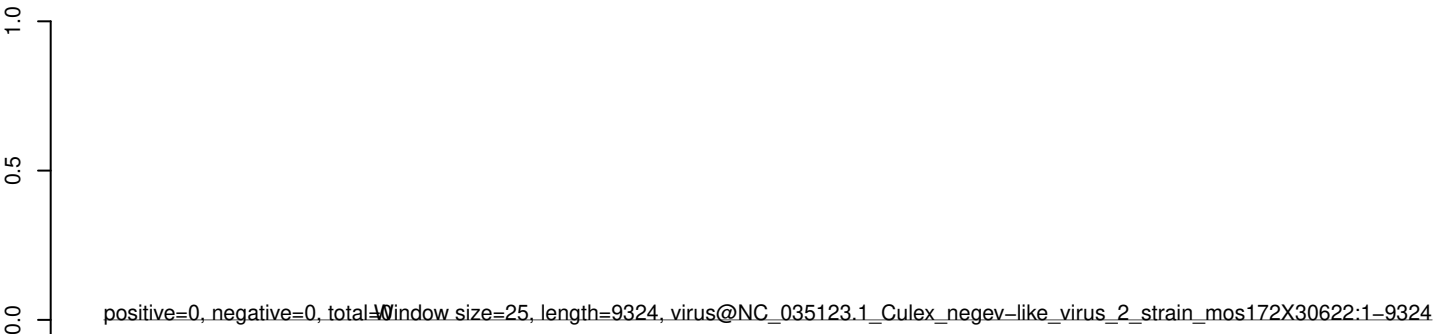 1.0
0.5
0.0
positive=0, negative=0, total=0
Window size=25, length=9324, virus@NC_035123.1_Culex_negev−like_virus_2_strain_mos172X30622:1−9324